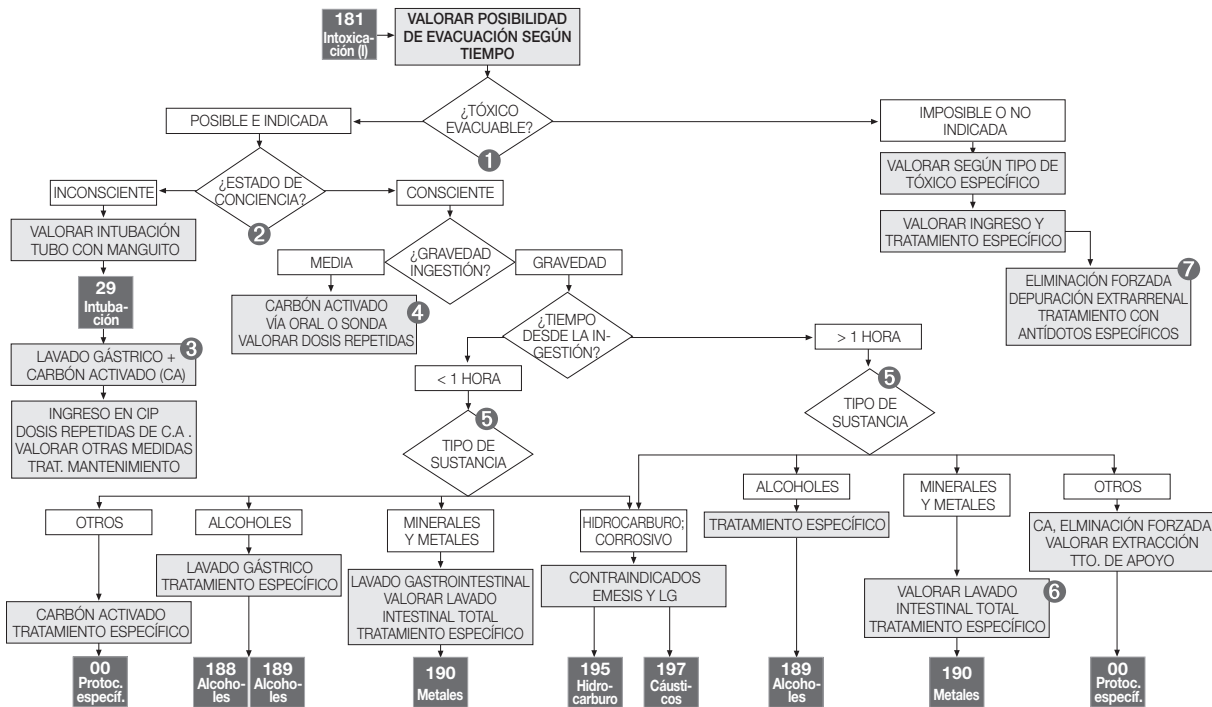 181
Intoxica-
ción (I)
VALORAR POSIBILIDAD
DE EVACUACIÓN SEGÚN
TIEMPO
¿TÓXICO
EVACUABLE?
1
POSIBLE E INDICADA
IMPOSIBLE O NO
INDICADA
¿ESTADO DE
CONCIENCIA?
2
INCONSCIENTE
CONSCIENTE
VALORAR SEGÚN TIPO DE
TÓXICO ESPECÍFICO
VALORAR INTUBACIÓN
TUBO CON MANGUITO
VALORAR INGRESO Y
TRATAMIENTO ESPECÍFICO
¿GRAVEDAD
INGESTIÓN?
MEDIA
GRAVEDAD
7
ELIMINACIÓN FORZADA
DEPURACIÓN EXTRARRENAL
TRATAMIENTO CON
ANTÍDOTOS ESPECÍFICOS
29
Intuba-
ción
4
CARBÓN ACTIVADO
VÍA ORAL O SONDA
VALORAR DOSIS REPETIDAS
¿TIEMPO
DESDE LA IN-
GESTIÓN?
3
LAVADO GÁSTRICO +
CARBÓN ACTIVADO (CA)
< 1 HORA
> 1 HORA
INGRESO EN CIP
DOSIS REPETIDAS DE C.A .
VALORAR OTRAS MEDIDAS
TRAT. MANTENIMIENTO
5
TIPO DE
SUSTANCIA
5
TIPO DE
SUSTANCIA
OTROS
ALCOHOLES
MINERALES
Y METALES
HIDROCARBURO;
CORROSIVO
ALCOHOLES
MINERALES
Y METALES
OTROS
CARBÓN ACTIVADO
TRATAMIENTO ESPECÍFICO
LAVADO GÁSTRICO
TRATAMIENTO ESPECÍFICO
LAVADO GASTROINTESTINAL
VALORAR LAVADO
INTESTINAL TOTAL
TRATAMIENTO ESPECÍFICO
CONTRAINDICADOS
EMESIS Y LG
TRATAMIENTO ESPECÍFICO
6
VALORAR LAVADO
INTESTINAL TOTAL
TRATAMIENTO ESPECÍFICO
CA, ELMINACIÓN FORZADA
VALORAR EXTRACCIÓN
TTO. DE APOYO
00
Protoc.
específ.
188
Alcoho-
les
189
Alcoho-
les
190
Metales
195
Hidro-
carburo
197
Cáusti-
cos
189
Alcoho-
les
190
Metales
00
Protoc.
específ.